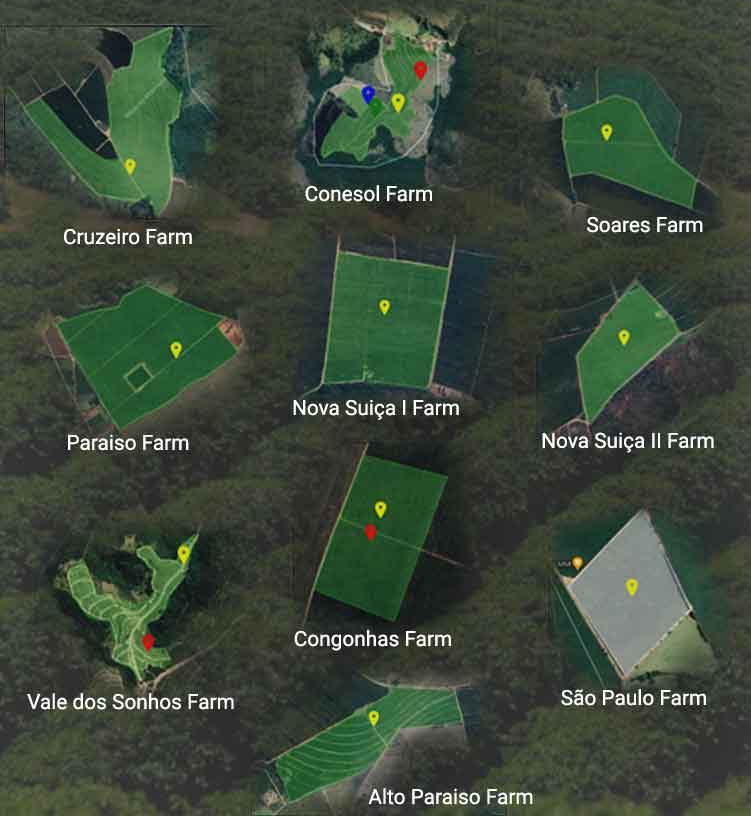 Conesol Farm
Soares Farm
Cruzeiro Farm
Nova Suiça I Farm
Nova Suiça II Farm
Paraiso Farm
Congonhas Farm
São Paulo Farm
Vale dos Sonhos Farm
Alto Paraiso Farm